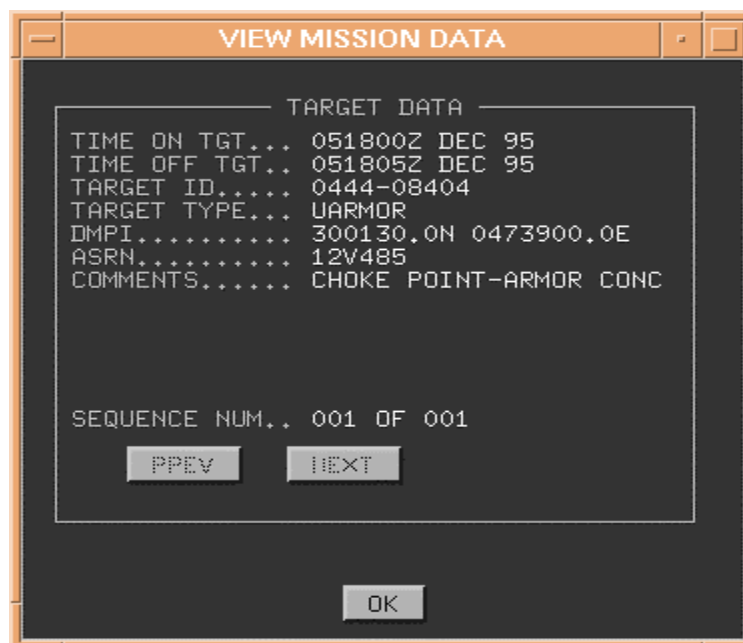 VIEW MISSION DATA
TARGET DATA
TIME ON TGT... 051800Z DEC 95
TIME OFF TGT.. 051805Z DEC 95
TARGET ID..... 0444-08404
TARGET TYPE... UARMOR
DMPI.......... 300130.0N 0473900.0E
ASRN.......... 12V485
COMMENTS...... CHOKE POINT-ARMOR CONC
SEQUENCE NUM.. 001 OF 001
PREV NEXT
OK